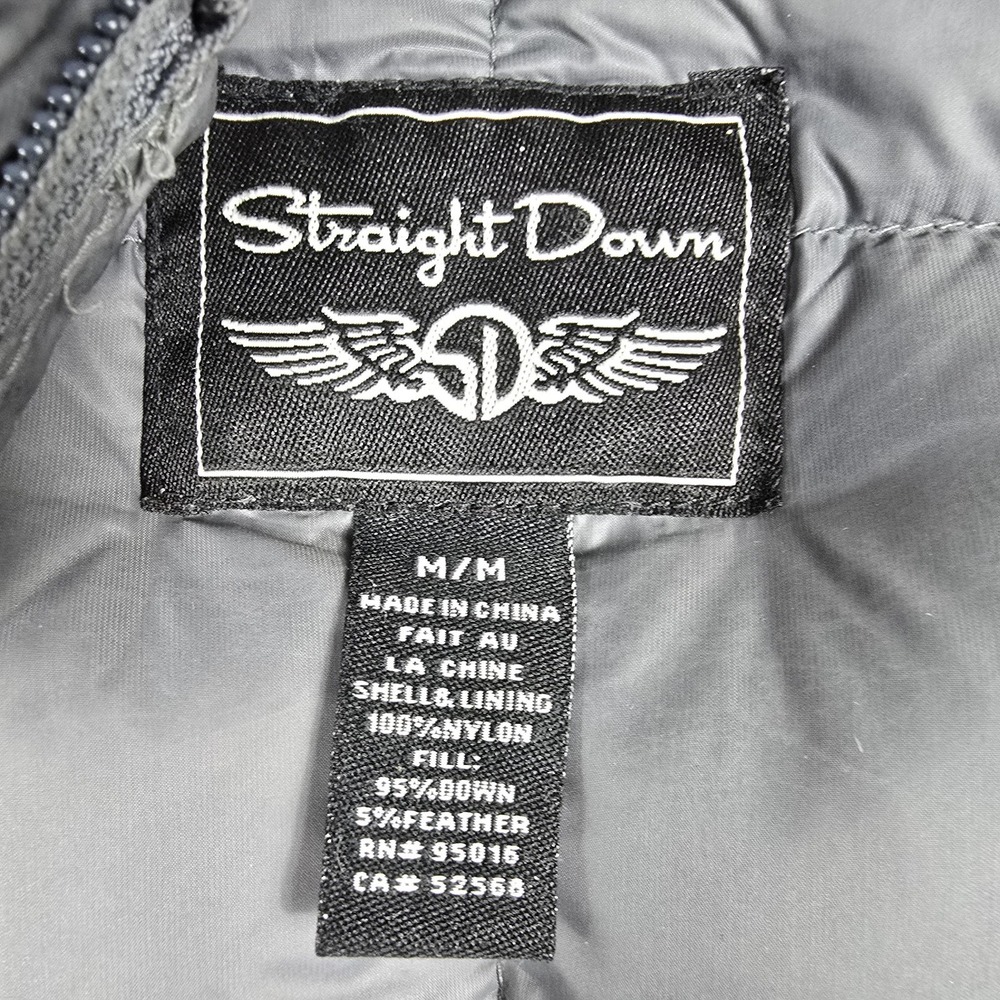 Straight Down
SD
M/M
MADE IN CHINA
FAIT AU
LA CHINE
SHELL&LINING
100%NYLON
FILL:
95%DOWN
5%FEATHER
RN# 95016
CA# 52568